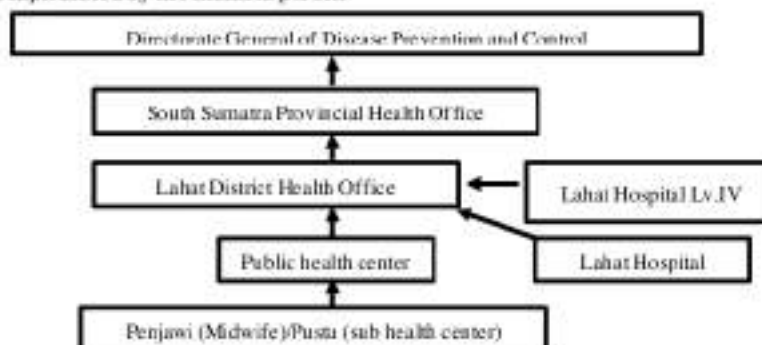 Directorate General of Disease Prevention and Control
South Sumatra Provincial Health Office
Lahat District Health Office
Lahat Hospital Lv.IV
Public health center
Lahat Hospital
Penjawi (Midwife)/Pustu (sub health center)